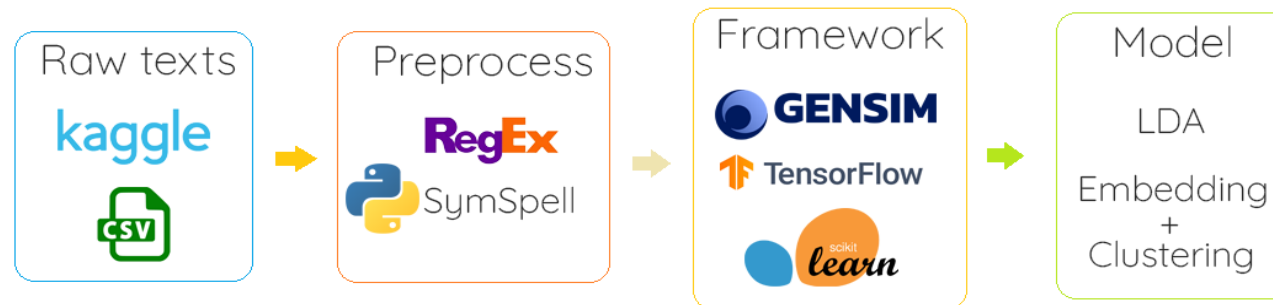 Raw texts
kaggle
CSV
Preprocess
RegEx
SymSpell
Framework
GENSIM
TensorFlow
scikit
learn
Model
LDA
Embedding
+
Clustering